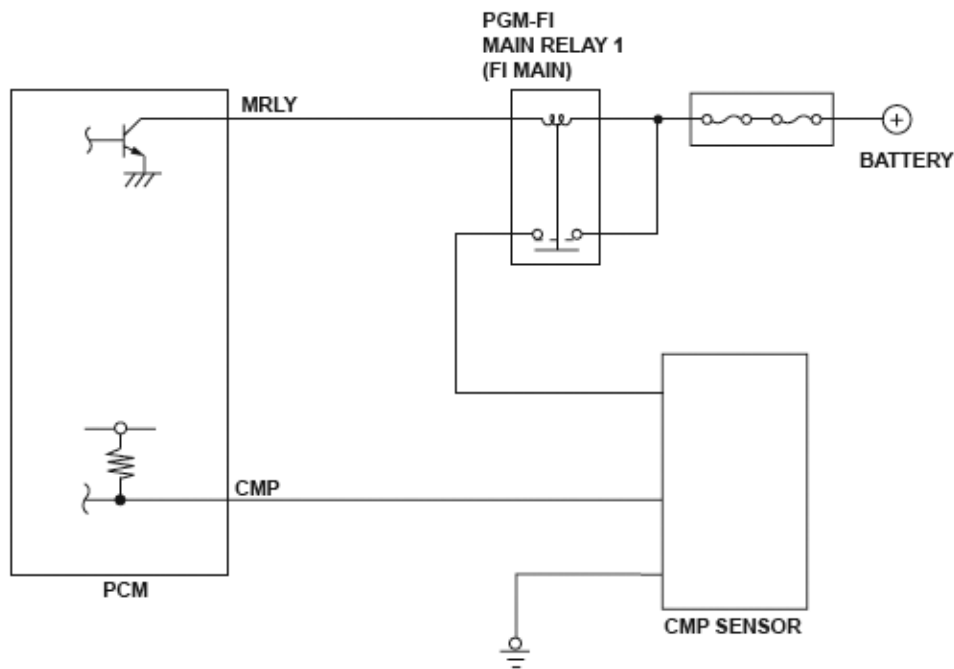 PGM-FI
MAIN RELAY 1
(FI MAIN)
MRLY
BATTERY
CMP
PCM
CMP SENSOR